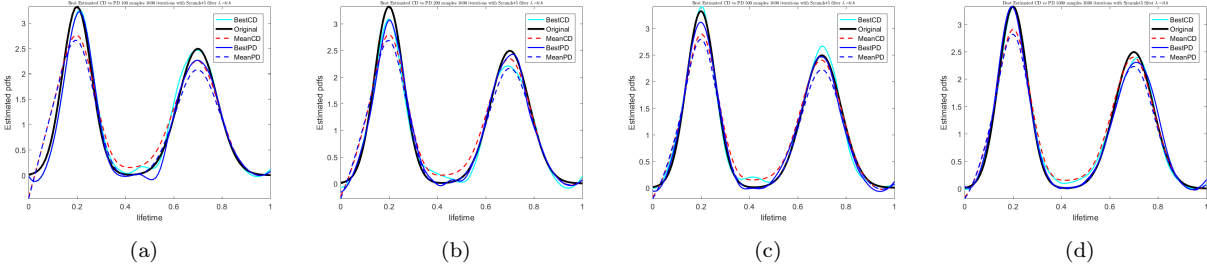 Best Estimated CD vs PD 100 samples 1000 iterations with Symmlet5 filter λ=0.8
3
2.5
2
1.5
1
0.5
0
Estimated pdfs
BestCD
Original
MeanCD
BestPD
MeanPD
0 0.2 0.4 0.6 0.8 1
lifetime
(a)
Best Estimated CD vs PD 200 samples 1000 iterations with Symmlet5 filter λ=0.8
3
2.5
2
1.5
1
0.5
0
Estimated pdfs
BestCD
Original
MeanCD
BestPD
MeanPD
0 0.2 0.4 0.6 0.8 1
lifetime
(b)
Best Estimated CD vs PD 500 samples 1000 iterations with Symmlet5 filter λ=0.8
3
2.5
2
1.5
1
0.5
0
Estimated pdfs
BestCD
Original
MeanCD
BestPD
MeanPD
0 0.2 0.4 0.6 0.8 1
lifetime
(c)
Best Estimated CD vs PD 1000 samples 1000 iterations with Symmlet5 filter λ=0.8
3
2.5
2
1.5
1
0.5
0
Estimated pdfs
BestCD
Original
MeanCD
BestPD
MeanPD
0 0.2 0.4 0.6 0.8 1
lifetime
(d)